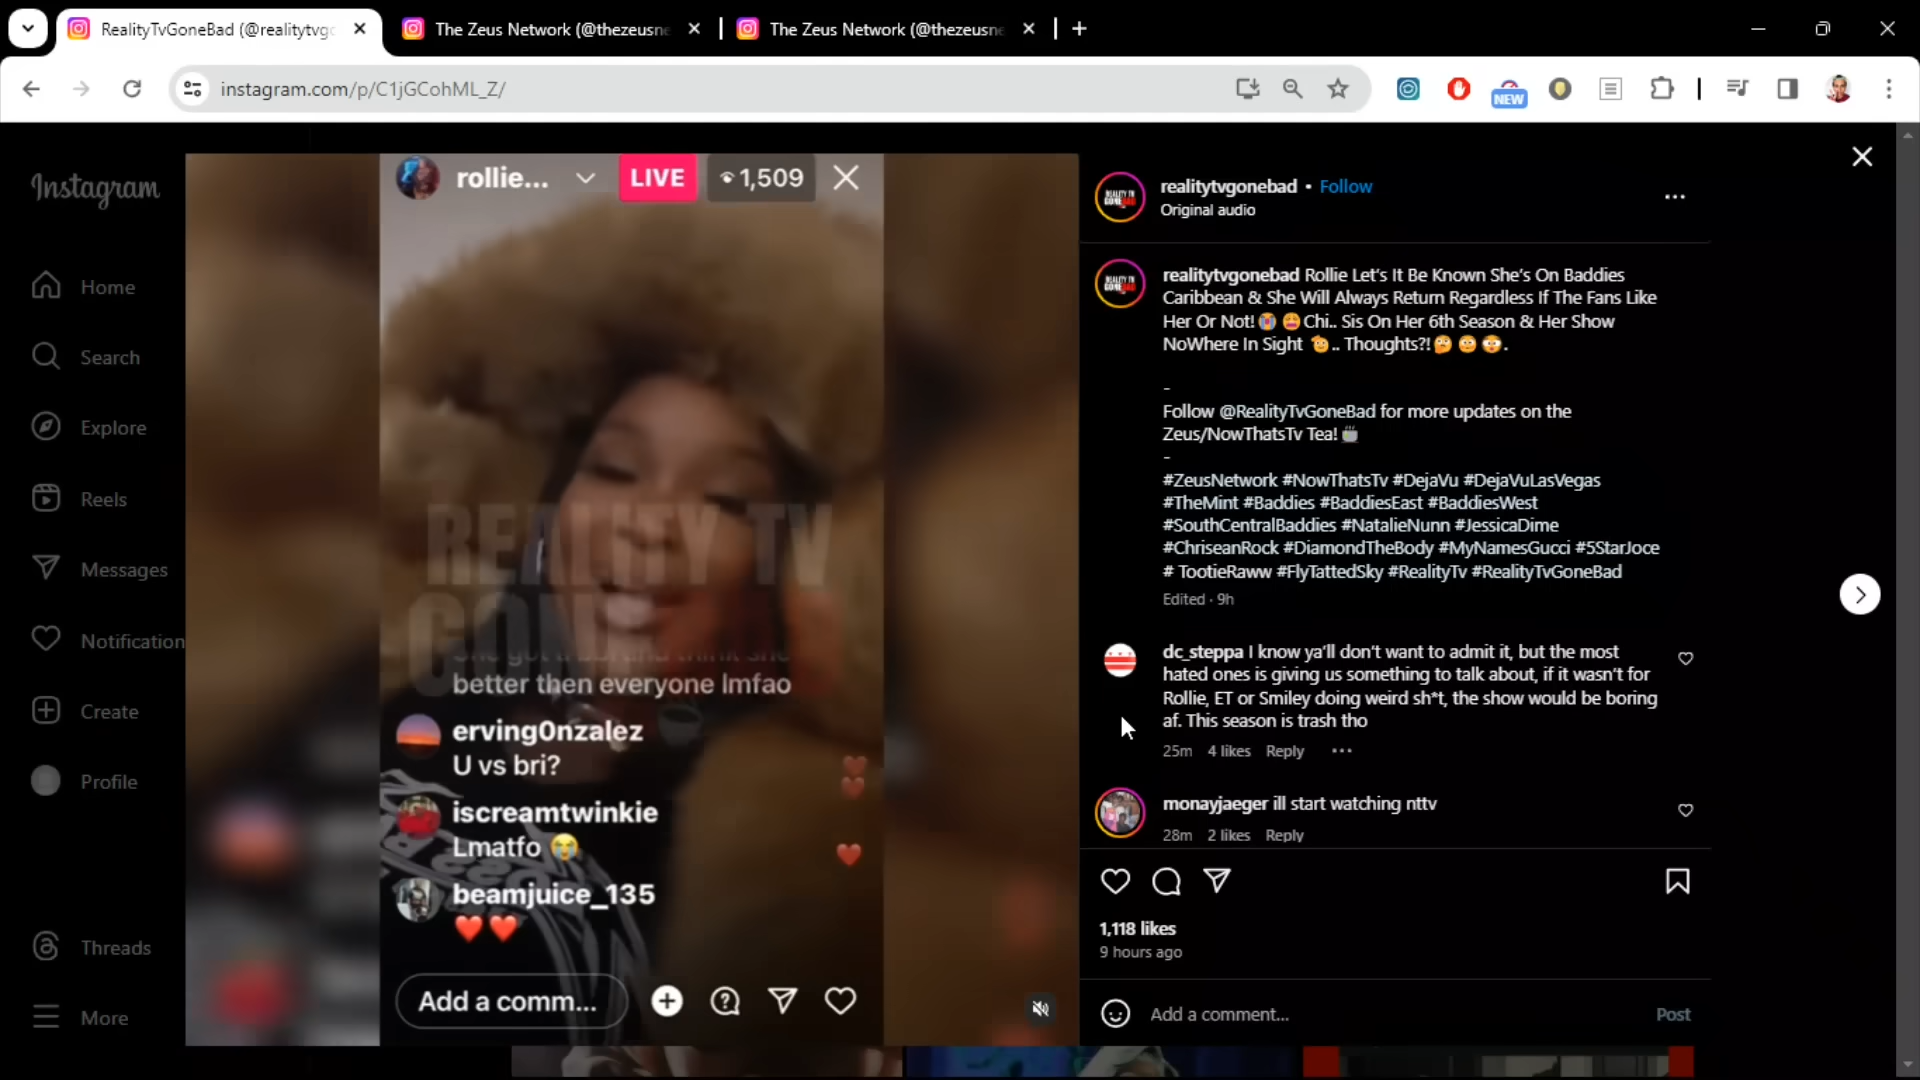 RealityTvGoneBad (@realitytvgo
The Zeus Network (@thezeusne
The Zeus Network (@thezeusne
instagram.com/p/C1jGCohML_Z/
NEW
Instagram
Home
Search
Explore
Reels
Messages
Notification
Create
Profile
Threads
More
rollie...
LIVE
1,509
REALITY TV
better then everyone lmfao
erving0nzalez
U vs bri?
iscreamtwinkie
Lmatfo 😭
beamjuice_135
❤️❤️
Add a comm...
realitytvgonebad • Follow
Original audio
realitytvgonebad Rollie Let's It Be Known She's On Baddies
Caribbean & She Will Always Return Regardless If The Fans Like
Her Or Not!😭 😩 Chi.. Sis On Her 6th Season & Her Show
NoWhere In Sight 🫡.. Thoughts?!🤔 😳 🤯.
-
Follow @RealityTvGoneBad for more updates on the
Zeus/NowThatsTv Tea!🍵
-
#ZeusNetwork #NowThatsTv #DejaVu #DejaVuLasVegas
#TheMint #Baddies #BaddiesEast #BaddiesWest
#SouthCentralBaddies #NatalieNunn #JessicaDime
#ChriseanRock #DiamondTheBody #MyNamesGucci #5StarJoce
# TootieRaww #FlyTattedSky #RealityTv #RealityTvGoneBad
Edited · 9h
dc_steppa I know ya'll don't want to admit it, but the most
hated ones is giving us something to talk about, if it wasn't for
Rollie, ET or Smiley doing weird sh*t, the show would be boring
af. This season is trash tho
25m 4 likes Reply
monayjaeger ill start watching nttv
28m 2 likes Reply
1,118 likes
9 hours ago
Add a comment...
Post